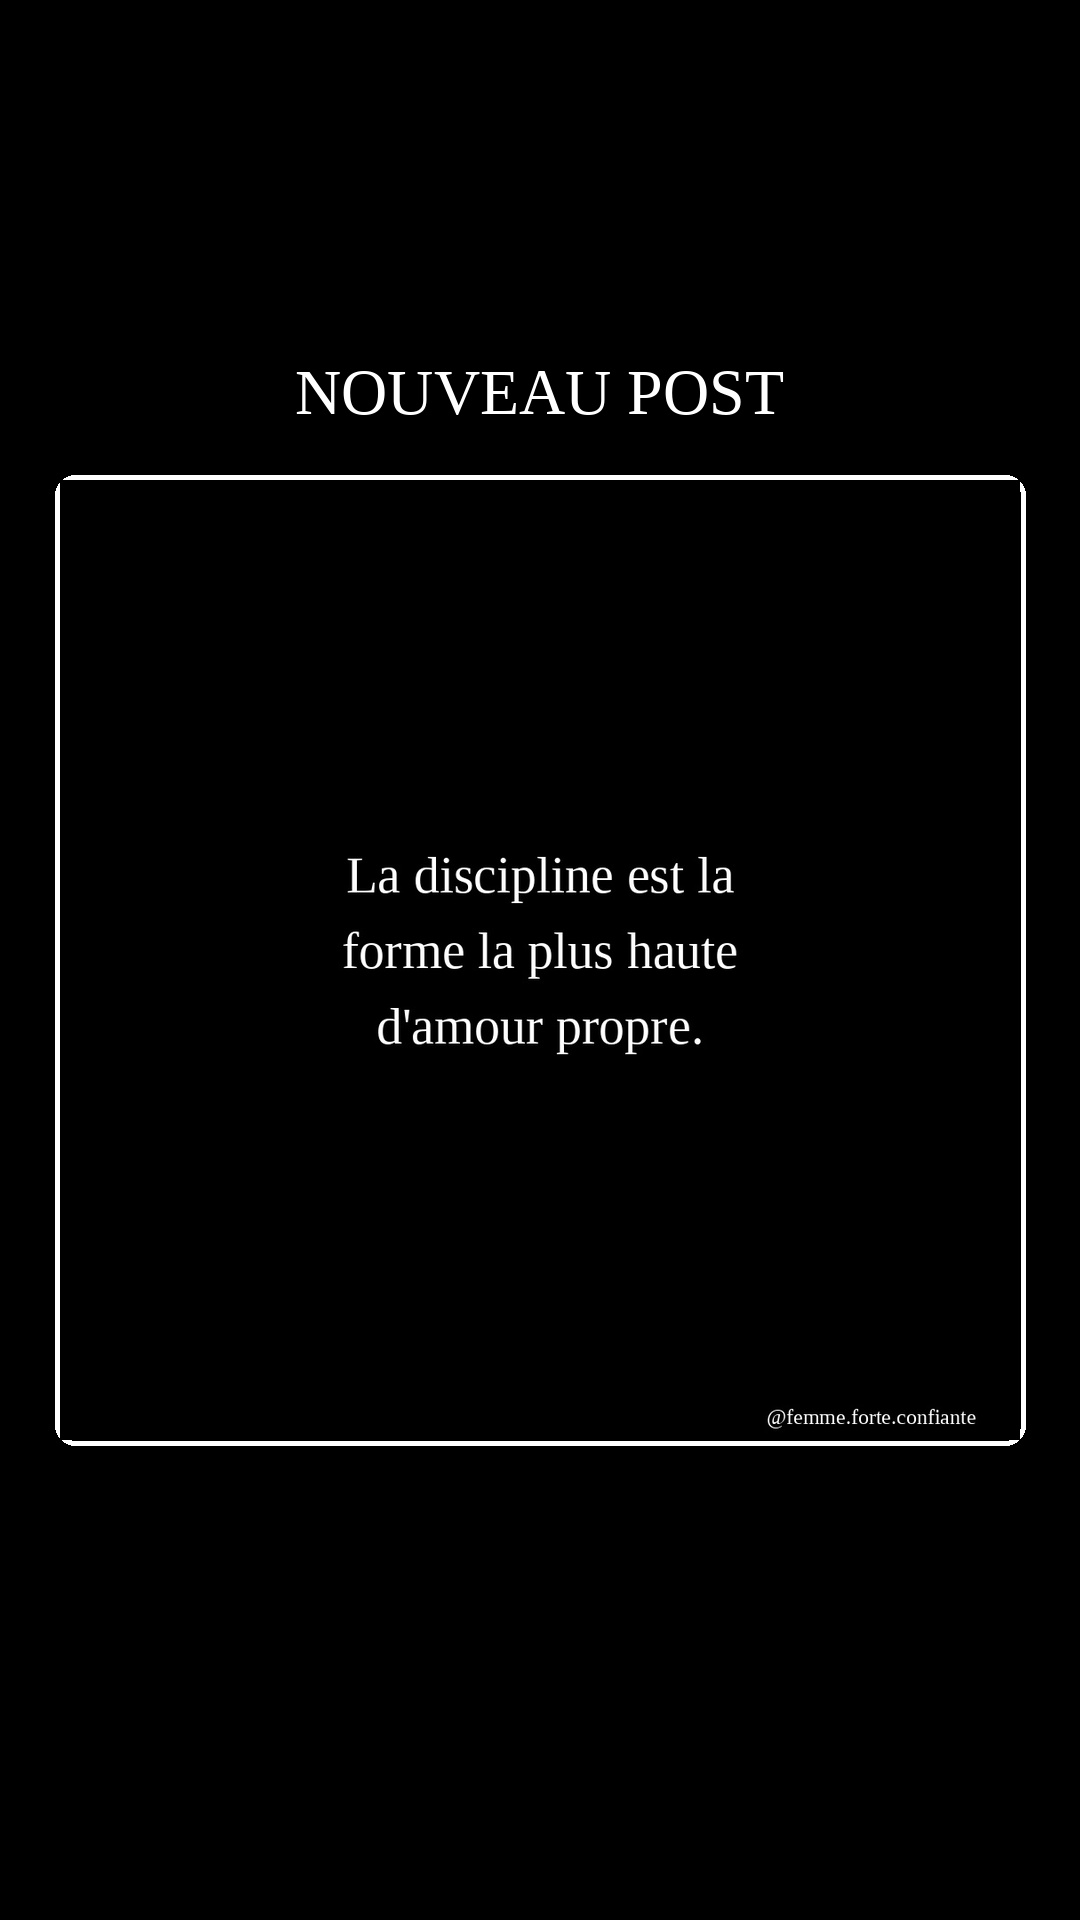 NOUVEAU POST
La discipline est la
forme la plus haute
d'amour propre.
@femme.forte.confiante